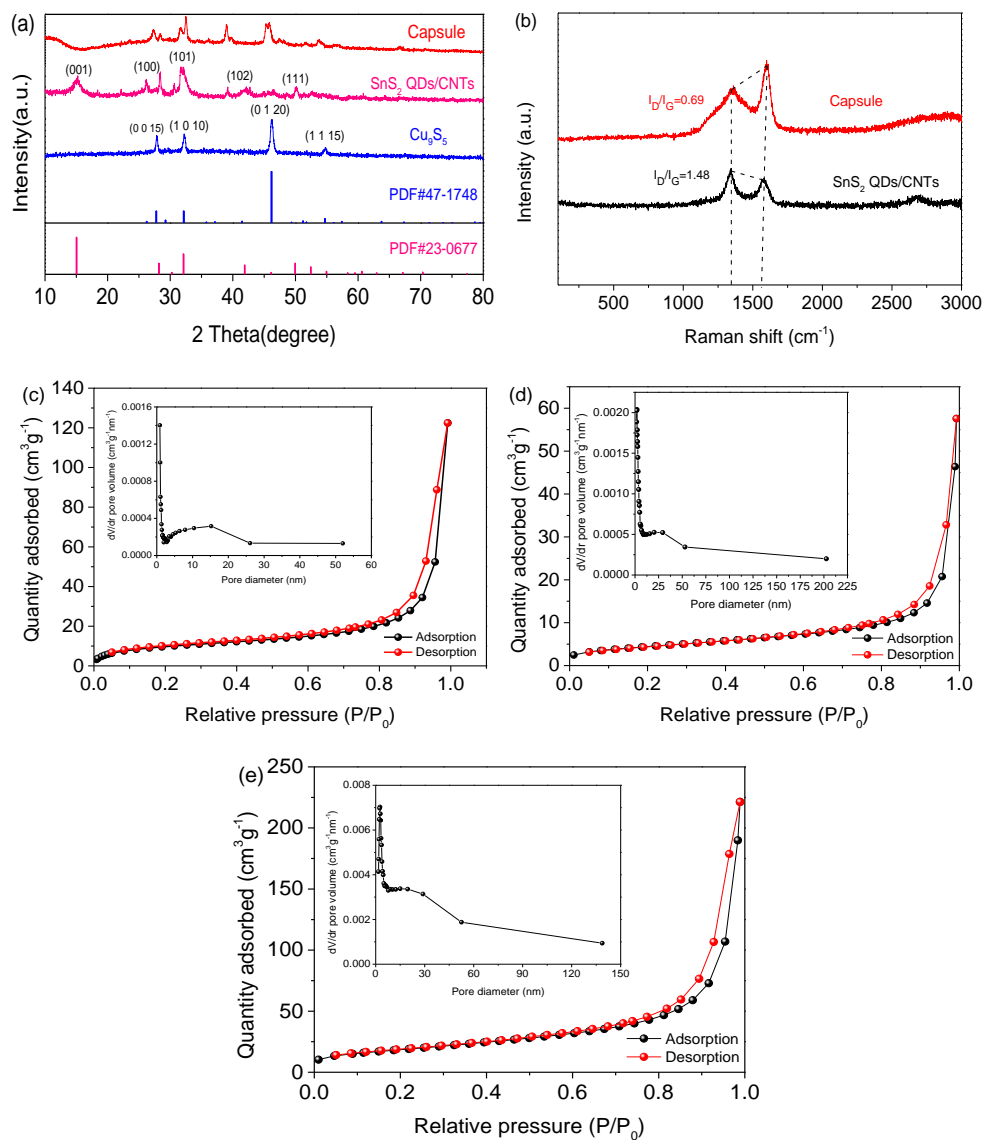 (a)
Capsule
(001)
(100)
(101)
(102)
(111)
SnS₂ QDs/CNTs
(0 0 15)
(1 0 10)
(0 1 20)
(1 1 15)
Cu₉S₅
PDF#47-1748
PDF#23-0677
Intensity(a.u.)
10 20 30 40 50 60 70 80
2 Theta(degree)
(b)
I_D/I_G=0.69
Capsule
I_D/I_G=1.48
SnS₂ QDs/CNTs
Intensity (a.u.)
500 1000 1500 2000 2500 3000
Raman shift (cm⁻¹)
(c)
Quantity adsorbed (cm³g⁻¹)
140
120
100
80
60
40
20
0
0.0 0.2 0.4 0.6 0.8 1.0
Relative pressure (P/P₀)
dV/dr pore volume (cm³g⁻¹nm⁻¹)
0.0016
0.0012
0.0008
0.0004
0.0000
0 10 20 30 40 50 60
Pore diameter (nm)
Adsorption
Desorption
(d)
Quantity adsorbed (cm³g⁻¹)
60
50
40
30
20
10
0
0.0 0.2 0.4 0.6 0.8 1.0
Relative pressure (P/P₀)
dV/dr pore volume (cm³g⁻¹nm⁻¹)
0.0020
0.0015
0.0010
0.0005
0.0000
0 25 50 75 100 125 150 175 200 225
Pore diameter (nm)
Adsorption
Desorption
(e)
Quantity adsorbed (cm³g⁻¹)
250
200
150
100
50
0
0.0 0.2 0.4 0.6 0.8 1.0
Relative pressure (P/P₀)
dV/dr pore volume (cm³g⁻¹nm⁻¹)
0.008
0.006
0.004
0.002
0.000
0 30 60 90 120 150
Pore diameter (nm)
Adsorption
Desorption